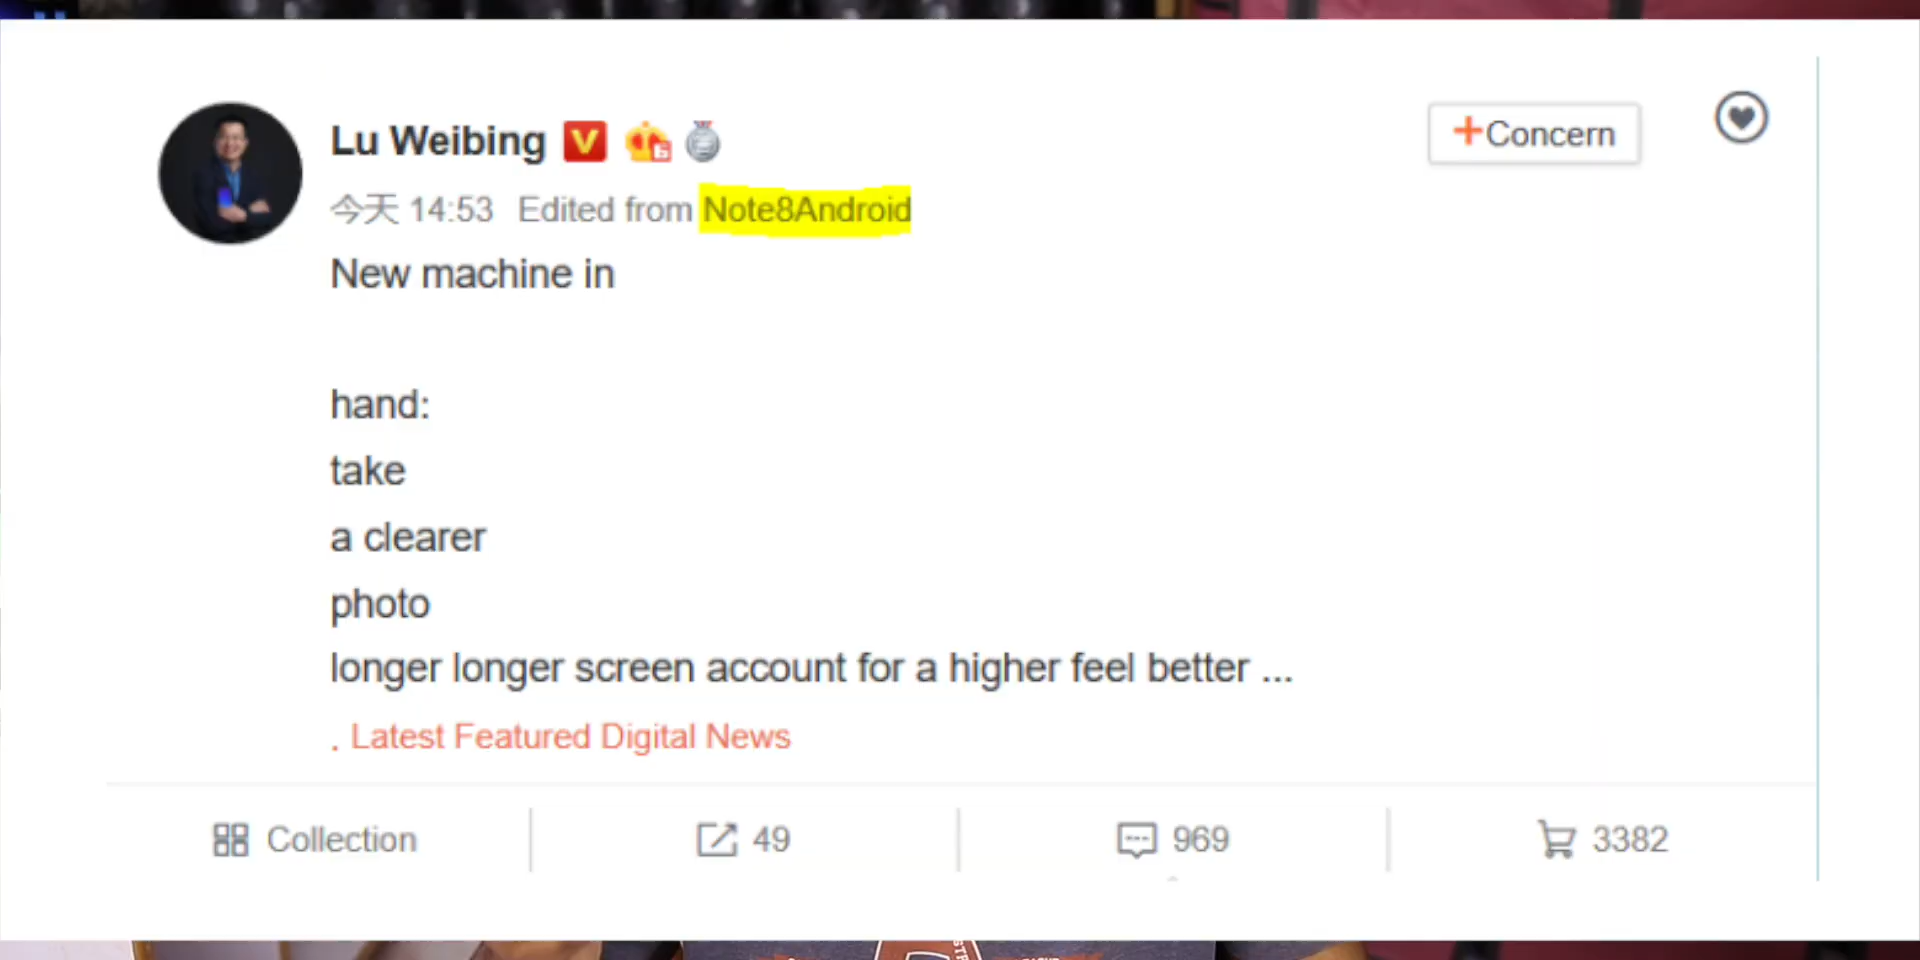 Lu Weibing
+Concern
今天 14:53 Edited from Note8Android
New machine in
hand:
take
a clearer
photo
longer longer screen account for a higher feel better ...
. Latest Featured Digital News
Collection
49
969
3382